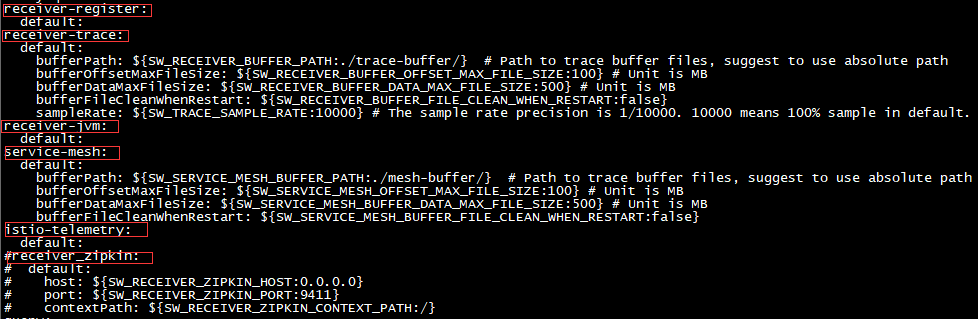 receiver-register:
  default:
receiver-trace:
  default:
    bufferPath: ${SW_RECEIVER_BUFFER_PATH:./trace-buffer/}  # Path to trace buffer files, suggest to use absolute path
    bufferOffsetMaxFileSize: ${SW_RECEIVER_BUFFER_OFFSET_MAX_FILE_SIZE:100} # Unit is MB
    bufferDataMaxFileSize: ${SW_RECEIVER_BUFFER_DATA_MAX_FILE_SIZE:500} # Unit is MB
    bufferFileCleanWhenRestart: ${SW_RECEIVER_BUFFER_FILE_CLEAN_WHEN_RESTART:false}
    sampleRate: ${SW_TRACE_SAMPLE_RATE:10000} # The sample rate precision is 1/10000. 10000 means 100% sample in default.
receiver-jvm:
  default:
service-mesh:
  default:
    bufferPath: ${SW_SERVICE_MESH_BUFFER_PATH:./mesh-buffer/}  # Path to trace buffer files, suggest to use absolute path
    bufferOffsetMaxFileSize: ${SW_SERVICE_MESH_OFFSET_MAX_FILE_SIZE:100} # Unit is MB
    bufferDataMaxFileSize: ${SW_SERVICE_MESH_BUFFER_DATA_MAX_FILE_SIZE:500} # Unit is MB
    bufferFileCleanWhenRestart: ${SW_SERVICE_MESH_BUFFER_FILE_CLEAN_WHEN_RESTART:false}
istio-telemetry:
  default:
#receiver_zipkin:
#  default:
#    host: ${SW_RECEIVER_ZIPKIN_HOST:0.0.0.0}
#    port: ${SW_RECEIVER_ZIPKIN_PORT:9411}
#    contextPath: ${SW_RECEIVER_ZIPKIN_CONTEXT_PATH:/}